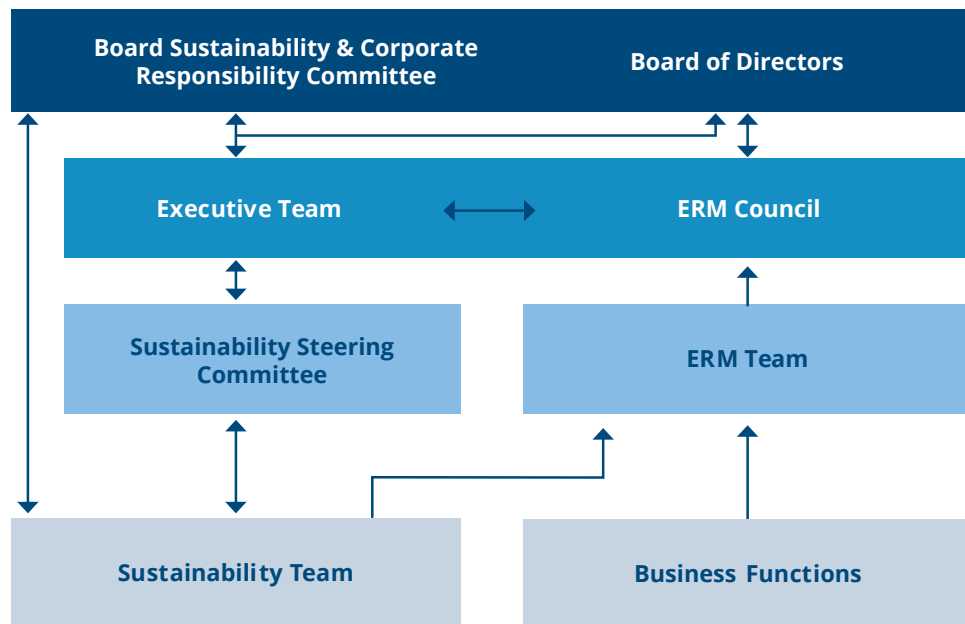 Board Sustainability & Corporate
Responsibility Committee
Board of Directors
Executive Team
ERM Council
Sustainability Steering
Committee
ERM Team
Sustainability Team
Business Functions